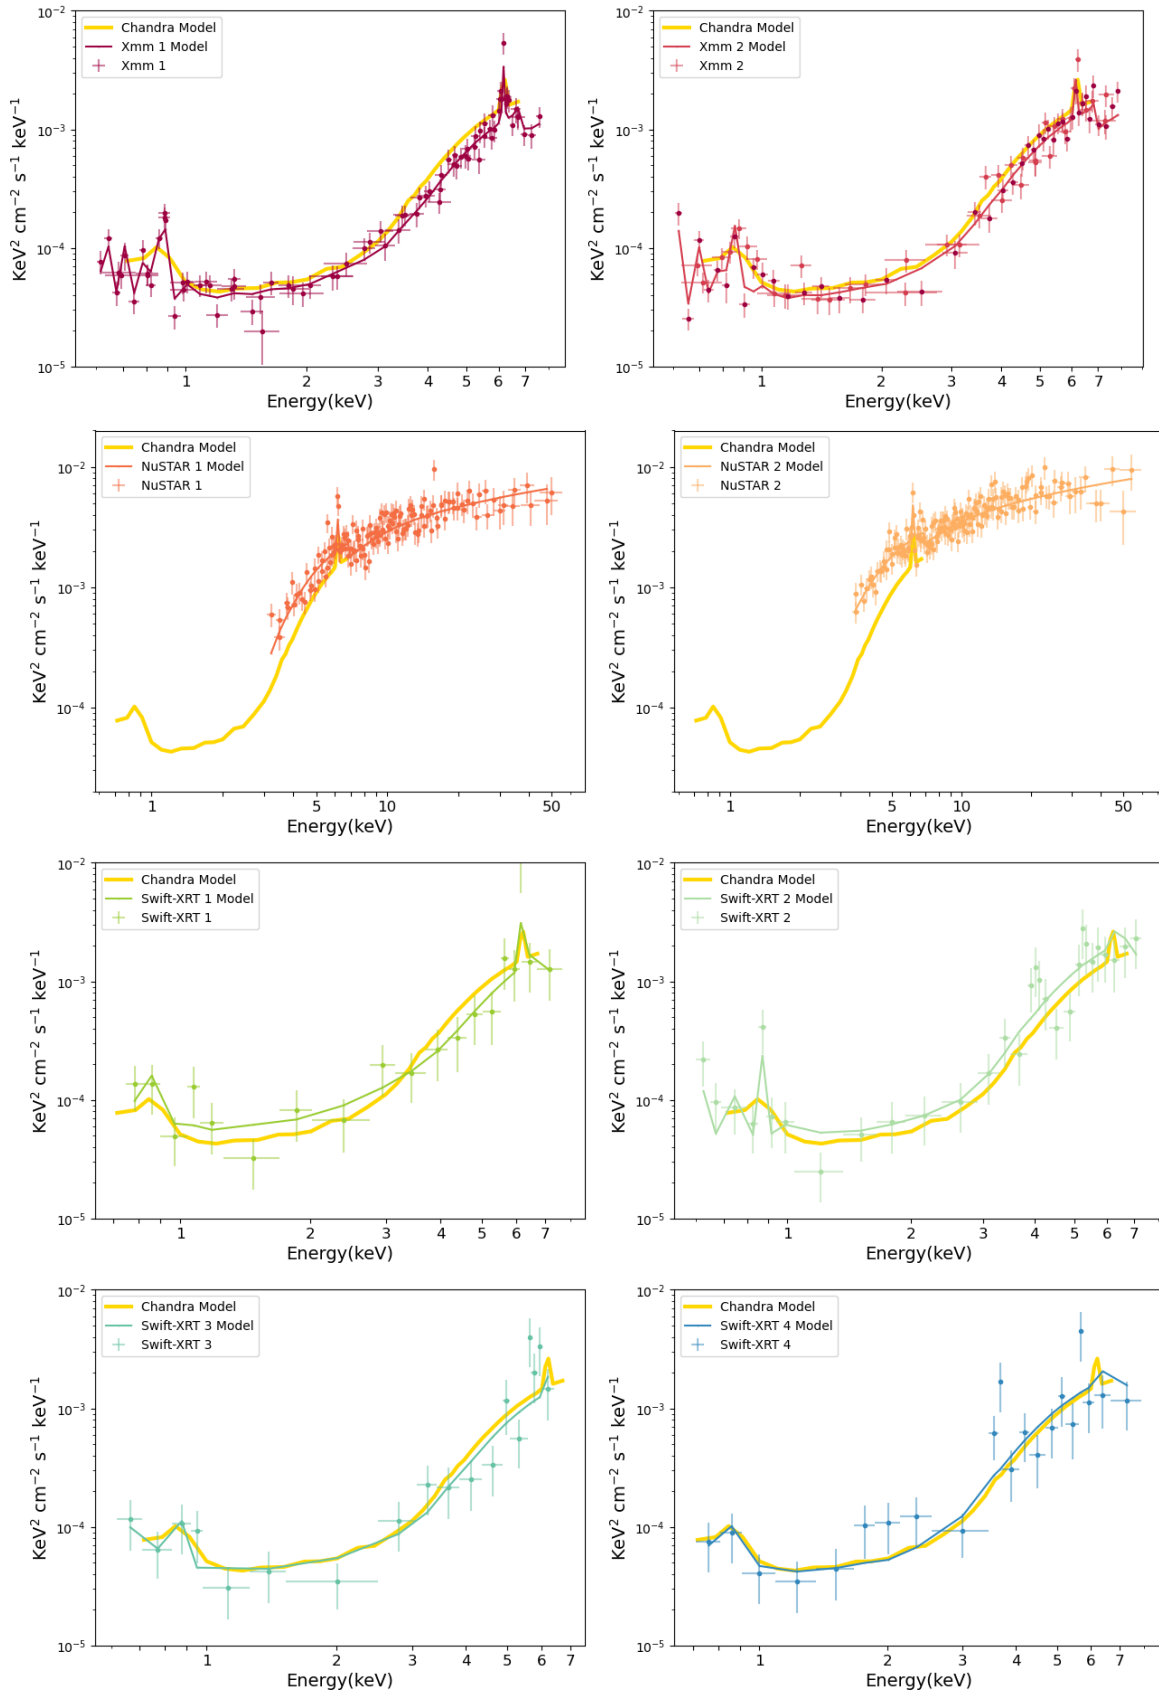 10⁻²
10⁻³
10⁻⁴
10⁻⁵
KeV² cm⁻² s⁻¹ keV⁻¹
Chandra Model
Xmm 1 Model
Xmm 1
1 2 3 4 5 6 7
Energy(keV)
10⁻²
10⁻³
10⁻⁴
10⁻⁵
KeV² cm⁻² s⁻¹ keV⁻¹
Chandra Model
Xmm 2 Model
Xmm 2
1 2 3 4 5 6 7
Energy(keV)
10⁻²
10⁻³
10⁻⁴
KeV² cm⁻² s⁻¹ keV⁻¹
Chandra Model
NuSTAR 1 Model
NuSTAR 1
1 5 10 50
Energy(keV)
10⁻²
10⁻³
10⁻⁴
KeV² cm⁻² s⁻¹ keV⁻¹
Chandra Model
NuSTAR 2 Model
NuSTAR 2
1 5 10 50
Energy(keV)
10⁻²
10⁻³
10⁻⁴
10⁻⁵
KeV² cm⁻² s⁻¹ keV⁻¹
Chandra Model
Swift-XRT 1 Model
Swift-XRT 1
1 2 3 4 5 6 7
Energy(keV)
10⁻²
10⁻³
10⁻⁴
10⁻⁵
KeV² cm⁻² s⁻¹ keV⁻¹
Chandra Model
Swift-XRT 2 Model
Swift-XRT 2
1 2 3 4 5 6 7
Energy(keV)
10⁻²
10⁻³
10⁻⁴
10⁻⁵
KeV² cm⁻² s⁻¹ keV⁻¹
Chandra Model
Swift-XRT 3 Model
Swift-XRT 3
1 2 3 4 5 6 7
Energy(keV)
10⁻²
10⁻³
10⁻⁴
10⁻⁵
KeV² cm⁻² s⁻¹ keV⁻¹
Chandra Model
Swift-XRT 4 Model
Swift-XRT 4
1 2 3 4 5 6 7
Energy(keV)